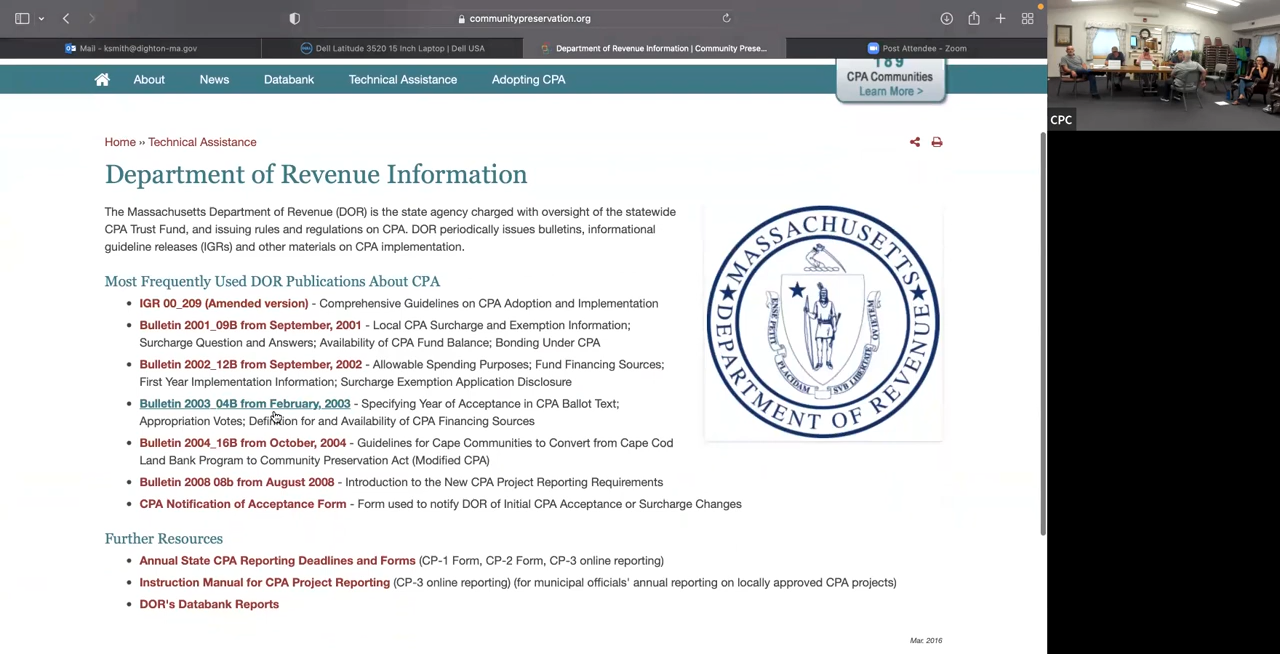 communitypreservation.org
Mail - ksmith@dighton-ma.gov
Dell Latitude 3520 15 Inch Laptop | Dell USA
Department of Revenue Information | Community Prese...
Post Attendee - Zoom
About News Databank Technical Assistance Adopting CPA
189
CPA Communities
Learn More >
CPC
Home ›› Technical Assistance
Department of Revenue Information
The Massachusetts Department of Revenue (DOR) is the state agency charged with oversight of the statewide
CPA Trust Fund, and issuing rules and regulations on CPA. DOR periodically issues bulletins, informational
guideline releases (IGRs) and other materials on CPA implementation.
Most Frequently Used DOR Publications About CPA
• IGR 00_209 (Amended version) - Comprehensive Guidelines on CPA Adoption and Implementation
• Bulletin 2001_09B from September, 2001 - Local CPA Surcharge and Exemption Information;
Surcharge Question and Answers; Availability of CPA Fund Balance; Bonding Under CPA
• Bulletin 2002_12B from September, 2002 - Allowable Spending Purposes; Fund Financing Sources;
First Year Implementation Information; Surcharge Exemption Application Disclosure
• Bulletin 2003_04B from February, 2003 - Specifying Year of Acceptance in CPA Ballot Text;
Appropriation Votes; Definition for and Availability of CPA Financing Sources
• Bulletin 2004_16B from October, 2004 - Guidelines for Cape Communities to Convert from Cape Cod
Land Bank Program to Community Preservation Act (Modified CPA)
• Bulletin 2008 08b from August 2008 - Introduction to the New CPA Project Reporting Requirements
• CPA Notification of Acceptance Form - Form used to notify DOR of Initial CPA Acceptance or Surcharge Changes
MASSACHUSETTS
DEPARTMENT OF REVENUE
ENSE PETIT
PLACIDAM
SVB LIBERTATE
QVIETEM
Further Resources
• Annual State CPA Reporting Deadlines and Forms (CP-1 Form, CP-2 Form, CP-3 online reporting)
• Instruction Manual for CPA Project Reporting (CP-3 online reporting) (for municipal officials' annual reporting on locally approved CPA projects)
• DOR's Databank Reports
Mar. 2016